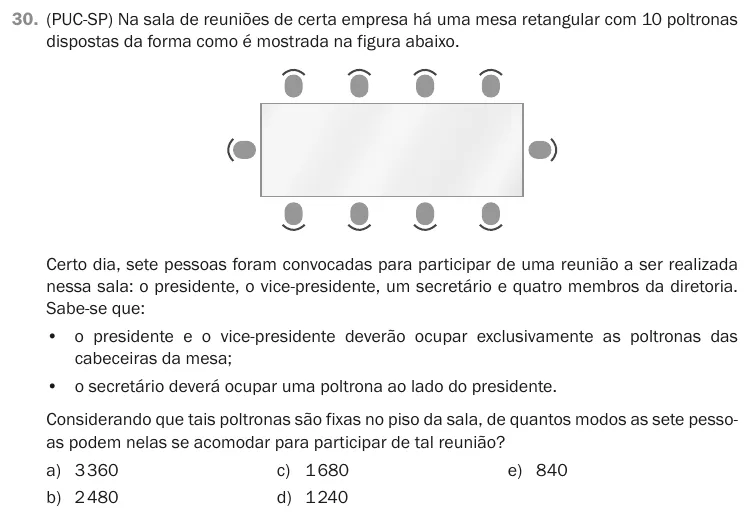 30. (PUC-SP) Na sala de reuniões de certa empresa há uma mesa retangular com 10 poltronas
dispostas da forma como é mostrada na figura abaixo.
Certo dia, sete pessoas foram convocadas para participar de uma reunião a ser realizada
nessa sala: o presidente, o vice-presidente, um secretário e quatro membros da diretoria.
Sabe-se que:
• o presidente e o vice-presidente deverão ocupar exclusivamente as poltronas das
cabeceiras da mesa;
• o secretário deverá ocupar uma poltrona ao lado do presidente.
Considerando que tais poltronas são fixas no piso da sala, de quantos modos as sete pesso-
as podem nelas se acomodar para participar de tal reunião?
a) 3360 c) 1680 e) 840
b) 2480 d) 1240